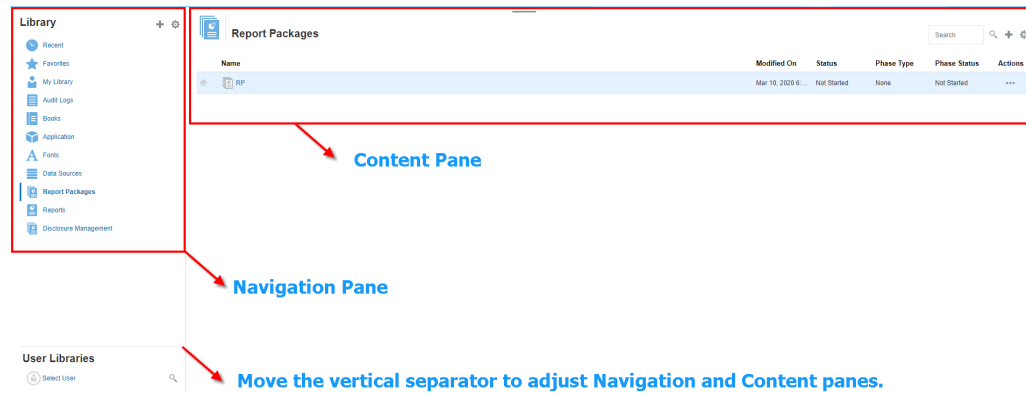 Library
Recent
Favorites
My Library
Audit Logs
Books
Application
Fonts
Data Sources
Report Packages
Reports
Disclosure Management
User Libraries
Select User
Report Packages
Search
Name Modified On Status Phase Type Phase Status Actions
RP Mar 10, 2020 6:... Not Started None Not Started
Content Pane
Navigation Pane
Move the vertical separator to adjust Navigation and Content panes.